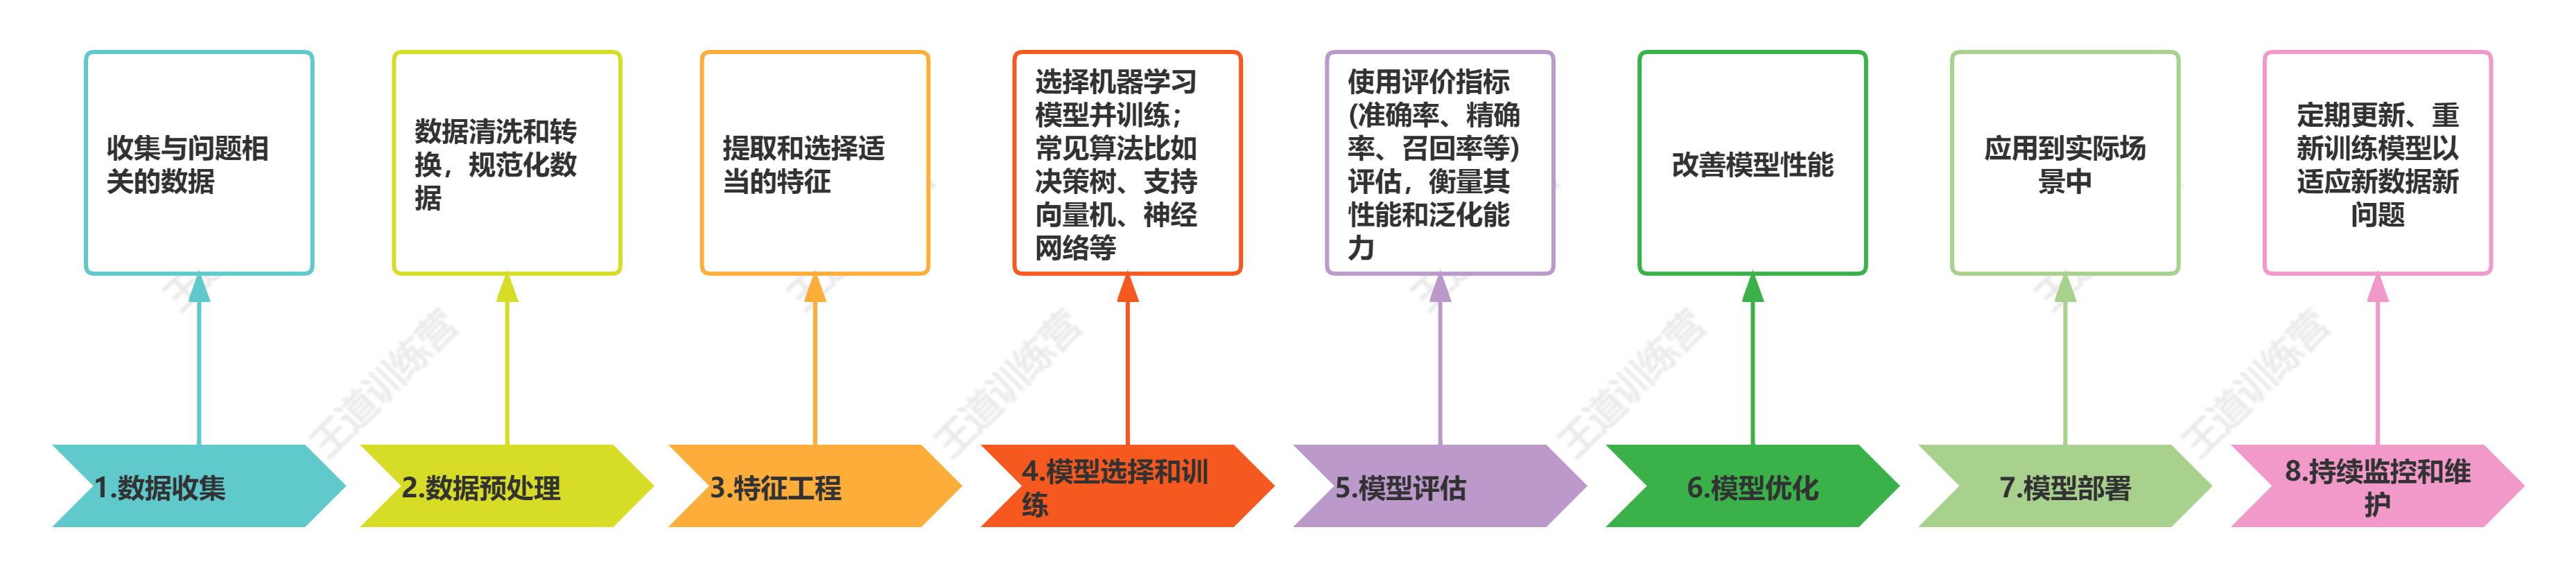 收集与问题相
关的数据
数据清洗和转
换，规范化数
据
提取和选择适
当的特征
选择机器学习
模型并训练；
常见算法比如
决策树、支持
向量机、神经
网络等
使用评价指标
(准确率、精确
率、召回率等)
评估，衡量其
性能和泛化能
力
改善模型性能
应用到实际场
景中
定期更新、重
新训练模型以
适应新数据新
问题
1.数据收集
2.数据预处理
3.特征工程
4.模型选择和训
练
5.模型评估
6.模型优化
7.模型部署
8.持续监控和维
护
王道训练营
王道训练营
王道训练营
王道训练营